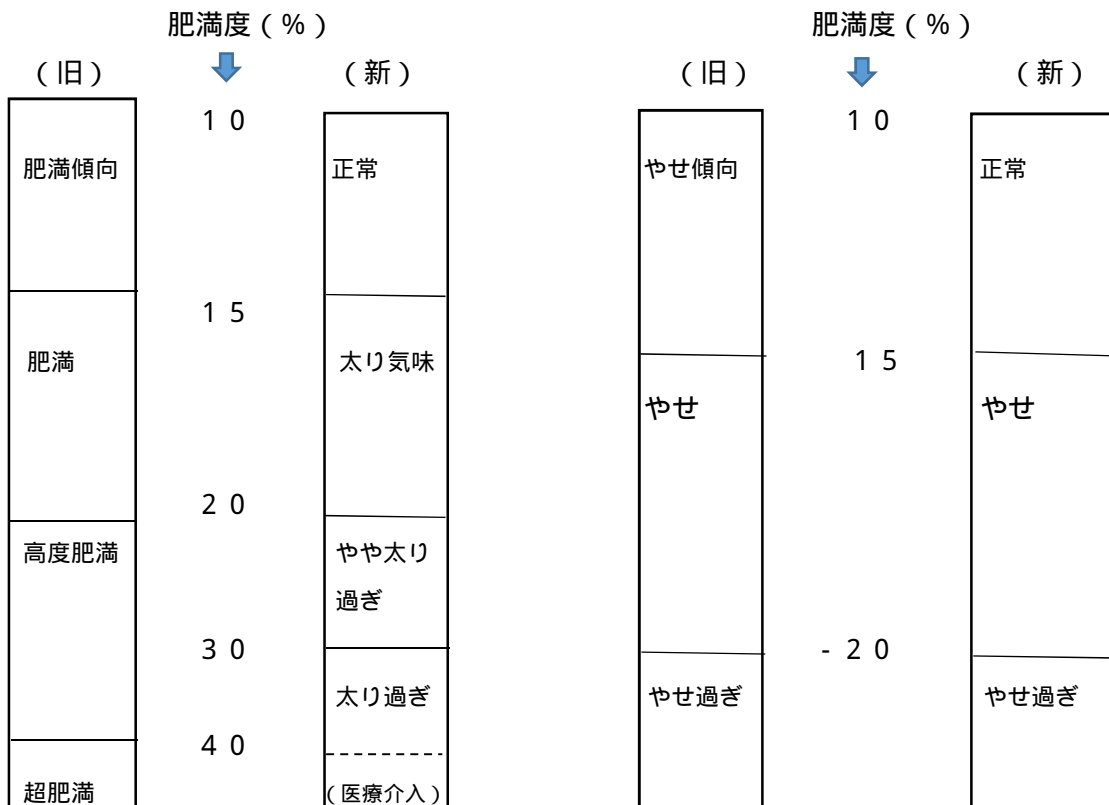 肥満度(%)
(旧)
(新)
10
肥満傾向
正常
15
肥満
太り気味
20
高度肥満
やや太り
過ぎ
30
太り過ぎ
40
超肥満
(医療介入)
肥満度(%)
(旧)
(新)
10
やせ傾向
正常
15
やせ
やせ
-20
やせ過ぎ
やせ過ぎ